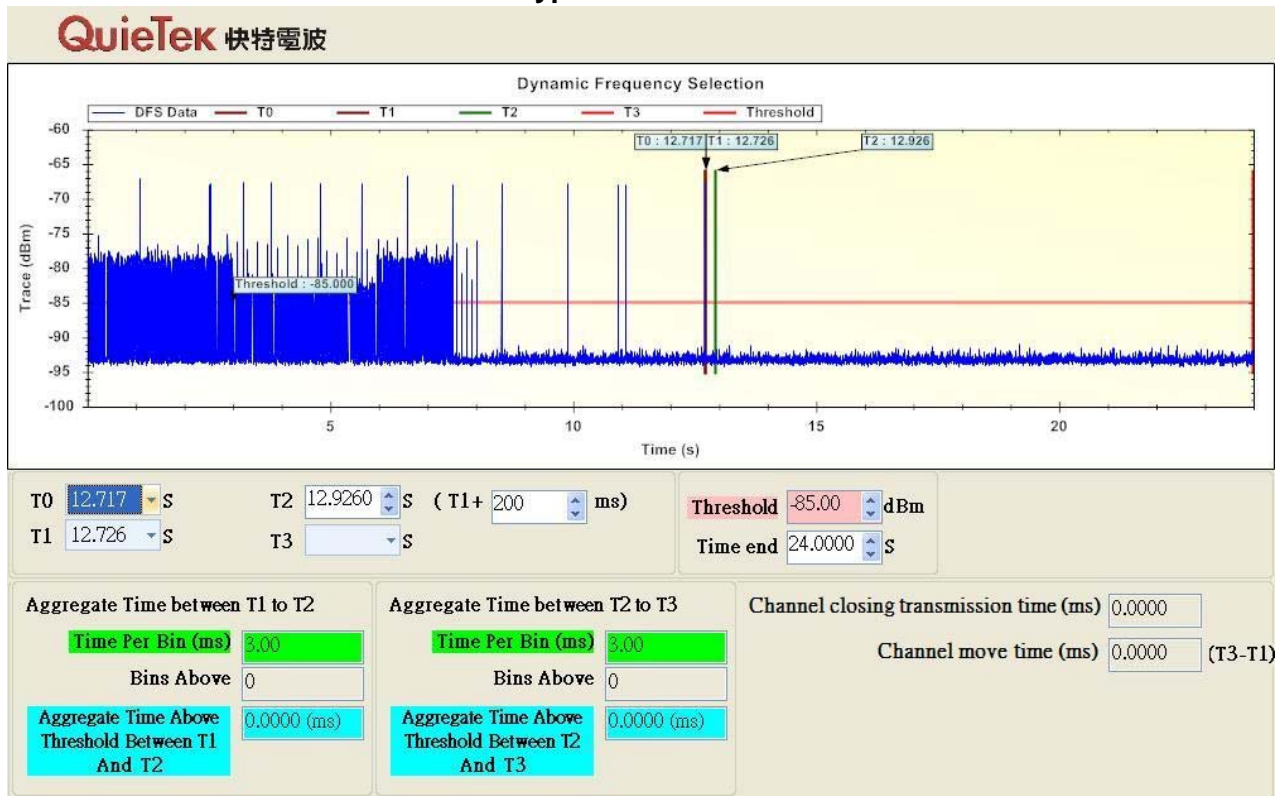 QuieTek 快特電波
Dynamic Frequency Selection
DFS Data T0 T1 T2 T3 Threshold
T0 : 12.717 T1 : 12.726 T2 : 12.926
Threshold : -85.000
Trace (dBm)
-60
-65
-70
-75
-80
-85
-90
-95
-100
5 10 15 20
Time (s)
T0 12.717 S T2 12.9260 S ( T1+ 200 ms)
T1 12.726 S T3 S
Threshold -85.00 dBm
Time end 24.0000 S
Aggregate Time between T1 to T2
Time Per Bin (ms) 3.00
Bins Above 0
Aggregate Time Above 0.0000 (ms)
Threshold Between T1
And T2
Aggregate Time between T2 to T3
Time Per Bin (ms) 3.00
Bins Above 0
Aggregate Time Above 0.0000 (ms)
Threshold Between T2
And T3
Channel closing transmission time (ms) 0.0000
Channel move time (ms) 0.0000 (T3-T1)